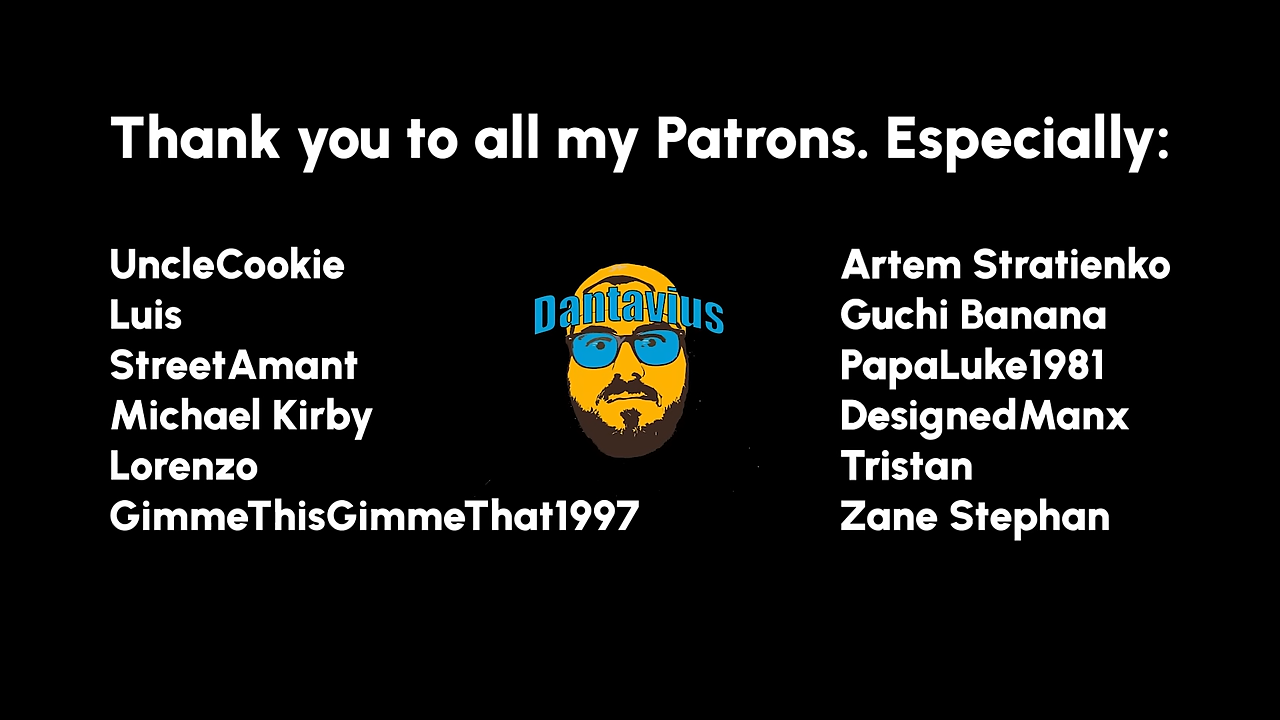 Thank you to all my Patrons. Especially:
UncleCookie
Luis
StreetAmant
Michael Kirby
Lorenzo
GimmeThisGimmeThat1997
Dantavius
Artem Stratienko
Guchi Banana
PapaLuke1981
DesignedManx
Tristan
Zane Stephan